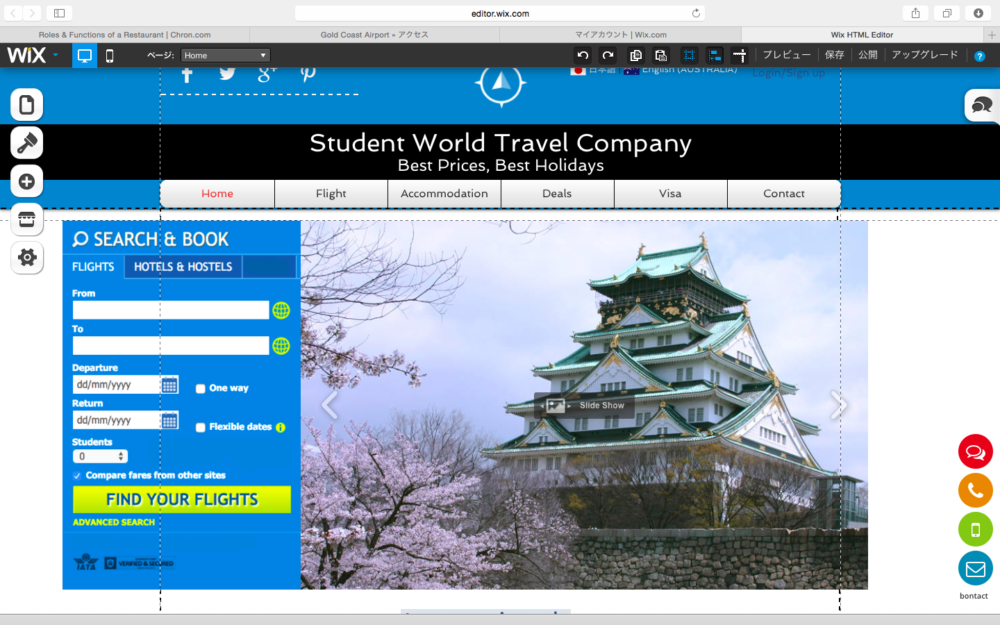 editor.wix.com
Roles & Functions of a Restaurant | Chron.com
Gold Coast Airport » アクセス
マイアカウント | Wix.com
Wix HTML Editor
WiX
ページ:
Home
プレビュー
保存
公開
アップグレード
?
日本語
English (AUSTRALIA)
Login/Sign up
Student World Travel Company
Best Prices, Best Holidays
Home
Flight
Accommodation
Deals
Visa
Contact
SEARCH & BOOK
FLIGHTS
HOTELS & HOSTELS
From
To
Departure
dd/mm/yyyy
One way
Return
dd/mm/yyyy
Flexible dates
Students
0
Compare fares from other sites
FIND YOUR FLIGHTS
ADVANCED SEARCH
IATA
VERIFIED & SECURED
Slide Show
bontact